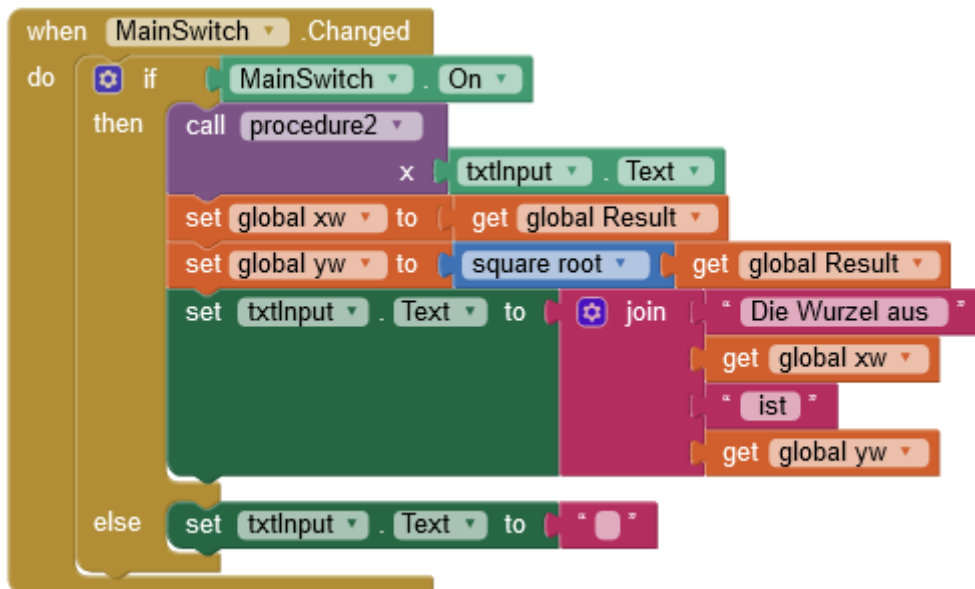 when MainSwitch .Changed
do if MainSwitch . On
then call procedure2
x txtInput . Text
set global xw to get global Result
set global yw to square root get global Result
set txtInput . Text to join “ Die Wurzel aus ”
get global xw
“ ist ”
get global yw
else set txtInput . Text to “ ”